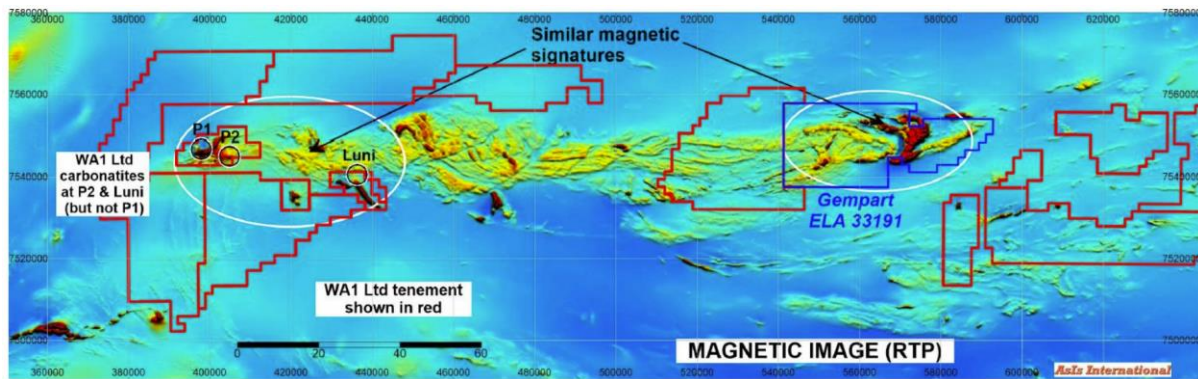 360000 380000 400000 420000 440000 460000 480000 500000 520000 540000 560000 580000 600000 620000
7580000 7580000
Similar magnetic
signatures
7560000 7560000
P1
P2
WA1 Ltd
carbonatites
at P2 & Luni
(but not P1)
Luni
7540000 7540000
Gempart
ELA 33191
7520000 7520000
WA1 Ltd tenement
shown in red
7500000 7500000
0 20 40 60
MAGNETIC IMAGE (RTP)
AsIs International
380000 400000 420000 440000 460000 480000 500000 520000 540000 560000 580000 600000